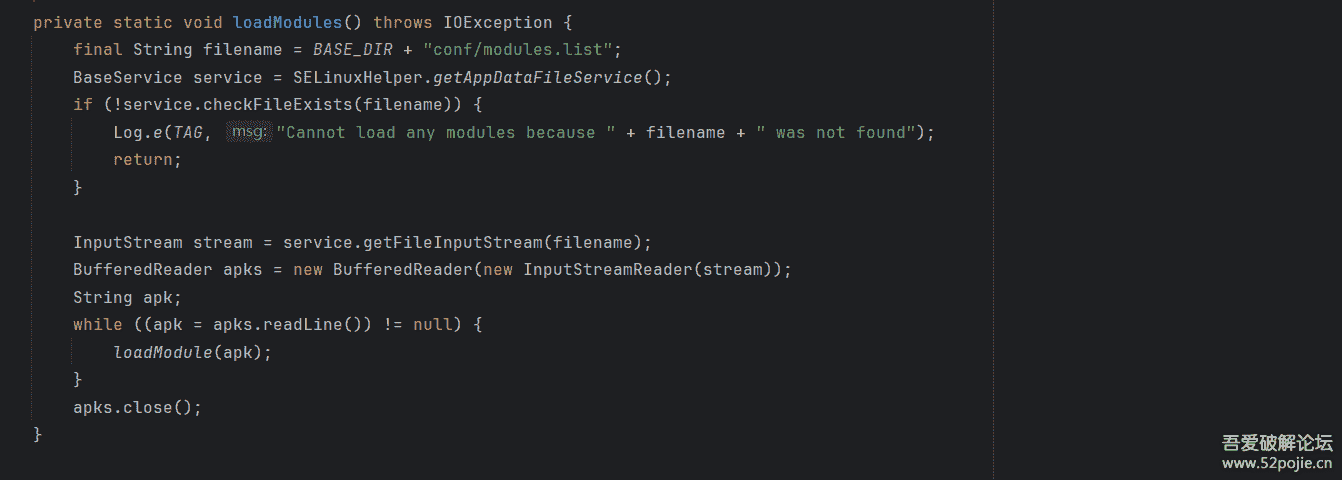 private static void loadModules() throws IOException {
    final String filename = BASE_DIR + "conf/modules.list";
    BaseService service = SELinuxHelper.getAppDataFileService();
    if (!service.checkFileExists(filename)) {
        Log.e(TAG, msg: "Cannot load any modules because " + filename + " was not found");
        return;
    }

    InputStream stream = service.getFileInputStream(filename);
    BufferedReader apks = new BufferedReader(new InputStreamReader(stream));
    String apk;
    while ((apk = apks.readLine()) != null) {
        loadModule(apk);
    }
    apks.close();
}
吾爱破解论坛
www.52pojie.cn